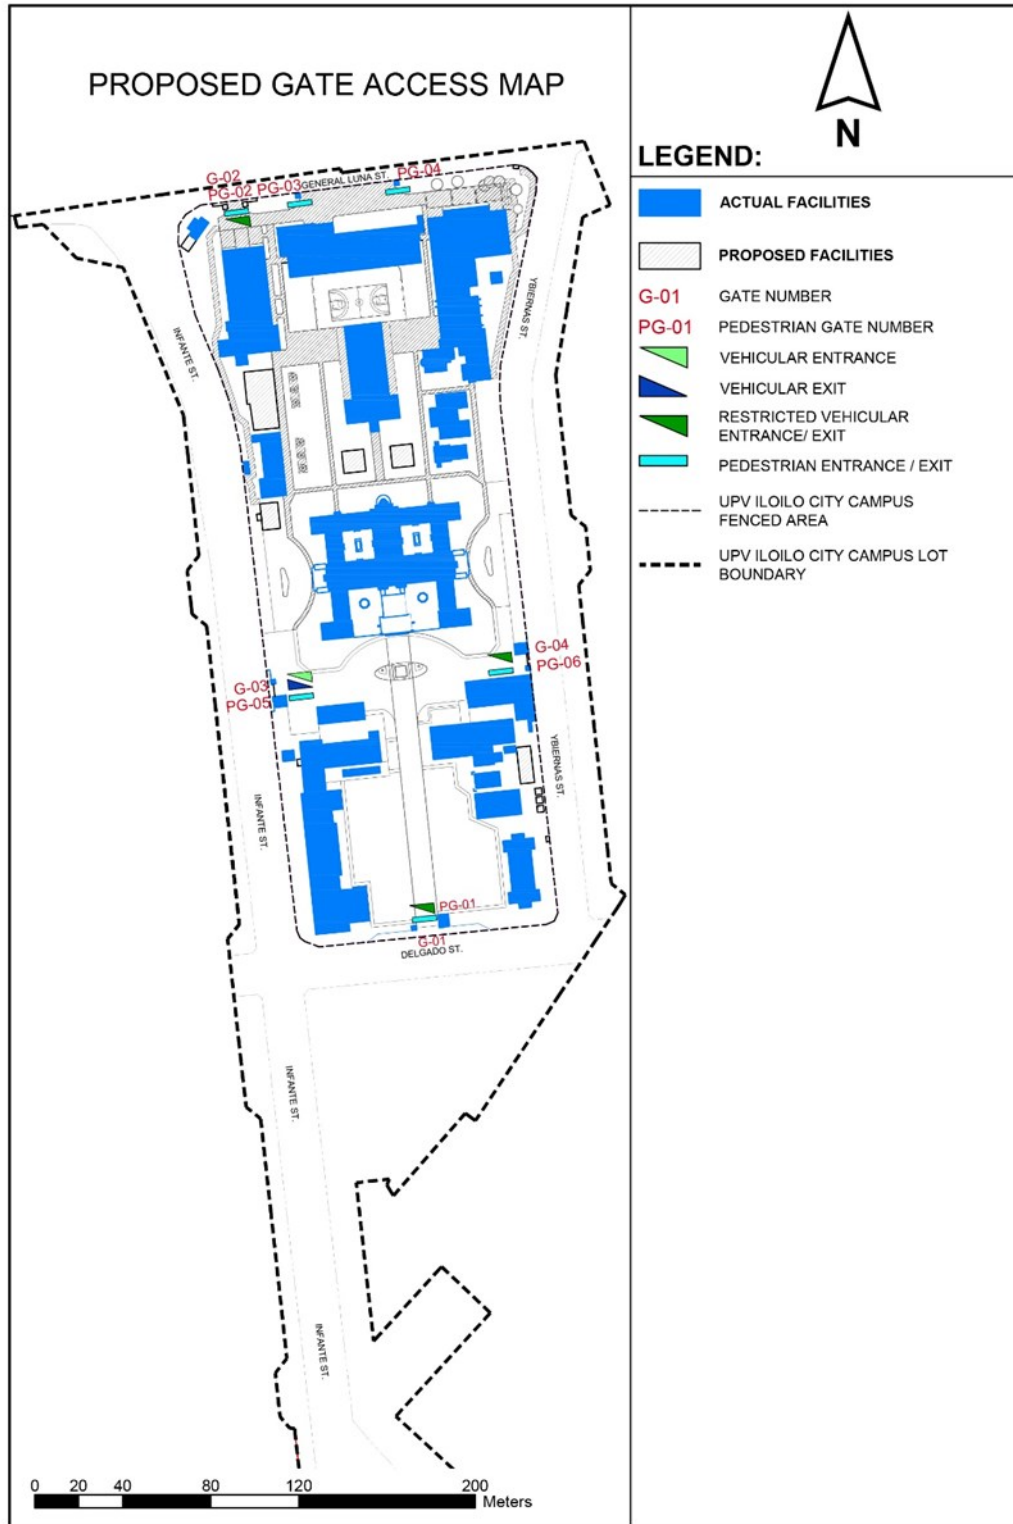 PROPOSED GATE ACCESS MAP
N
LEGEND:
ACTUAL FACILITIES
PROPOSED FACILITIES
G-01 GATE NUMBER
PG-01 PEDESTRIAN GATE NUMBER
VEHICULAR ENTRANCE
VEHICULAR EXIT
RESTRICTED VEHICULAR
ENTRANCE/ EXIT
PEDESTRIAN ENTRANCE / EXIT
UPV ILOILO CITY CAMPUS
FENCED AREA
UPV ILOILO CITY CAMPUS LOT
BOUNDARY
G-02
PG-02
PG-03
GENERAL LUNA ST.
PG-04
INFANTE ST.
YBIERNAS ST.
G-04
PG-06
G-03
PG-05
INFANTE ST.
YBIERNAS ST.
PG-01
G-01
DELGADO ST.
INFANTE ST.
INFANTE ST.
0 20 40 80 120 200
Meters